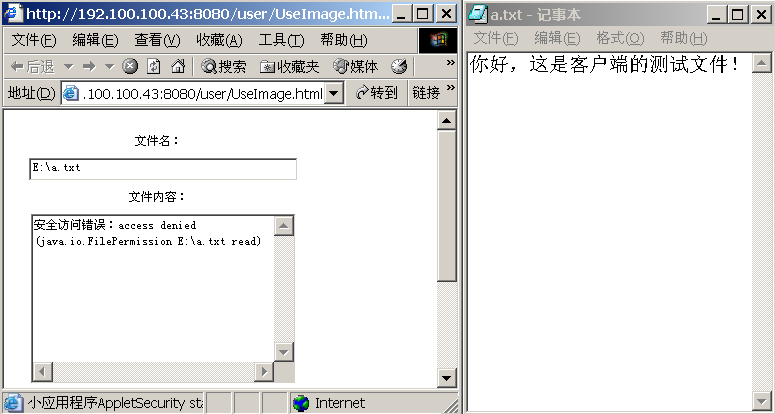 http://192.100.100.43:8080/user/UseImage.htm...
文件(F) 编辑(E) 查看(V) 收藏(A) 工具(T) 帮助(H)
后退 搜索 收藏夹 媒体 »
地址(D) .100.100.43:8080/user/UseImage.html 转到 链接 »
文件名:
E:\a.txt
文件内容:
安全访问错误:access denied
(java.io.FilePermission E:\a.txt read)
小应用程序AppletSecurity sta
Internet
a.txt - 记事本
文件(F) 编辑(E) 格式(O) 帮助(H)
你好,这是客户端的测试文件!